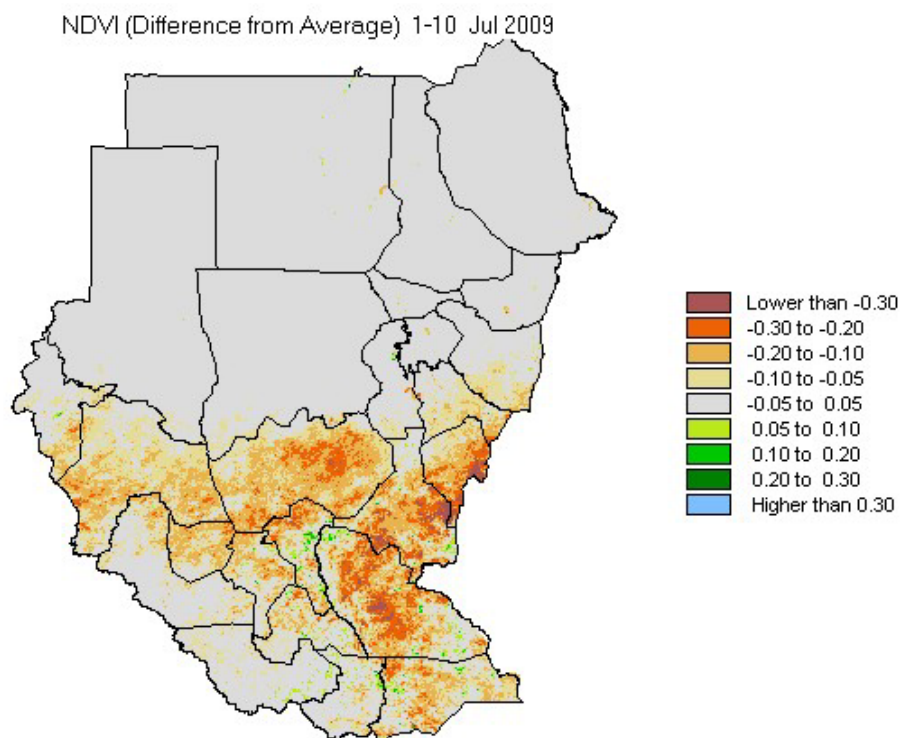 NDVI (Difference from Average) 1-10 Jul 2009
Lower than -0.30
-0.30 to -0.20
-0.20 to -0.10
-0.10 to -0.05
-0.05 to 0.05
0.05 to 0.10
0.10 to 0.20
0.20 to 0.30
Higher than 0.30